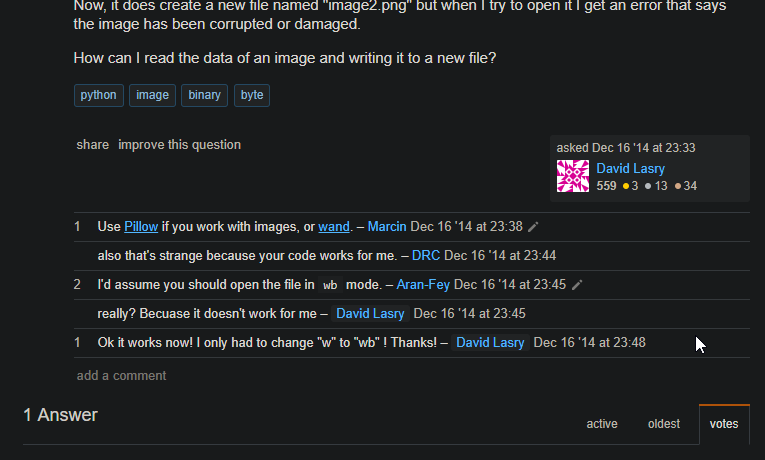 Now, it does create a new file named "image2.png" but when I try to open it I get an error that says
the image has been corrupted or damaged.
How can I read the data of an image and writing it to a new file?
python image binary byte
share improve this question
asked Dec 16 '14 at 23:33
David Lasry
559 3 13 34
1 Use Pillow if you work with images, or wand. – Marcin Dec 16 '14 at 23:38
also that's strange because your code works for me. – DRC Dec 16 '14 at 23:44
2 I'd assume you should open the file in wb mode. – Aran-Fey Dec 16 '14 at 23:45
really? Becuase it doesn't work for me – David Lasry Dec 16 '14 at 23:45
1 Ok it works now! I only had to change "w" to "wb" ! Thanks! – David Lasry Dec 16 '14 at 23:48
add a comment
1 Answer
active oldest votes